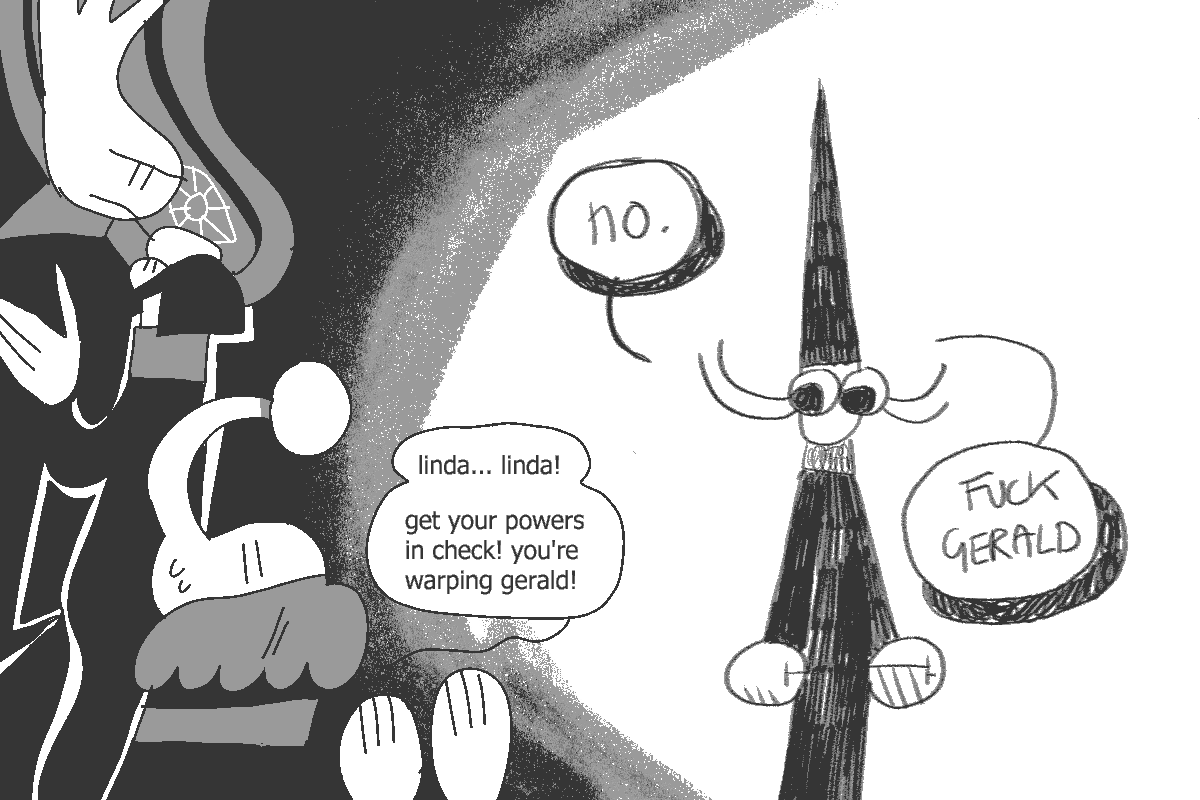 no.
linda... linda!
get your powers
in check! you're
warping gerald!
FUCK
GERALD